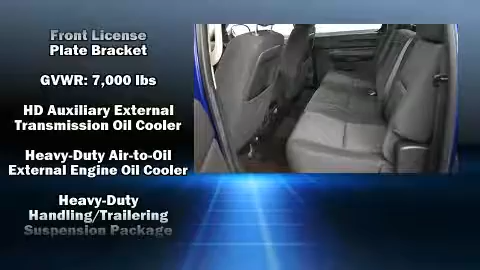 Front License
Plate Bracket
GVWR: 7,000 lbs
HD Auxiliary External
Transmission Oil Cooler
Heavy-Duty Air-to-Oil
External Engine Oil Cooler
Heavy-Duty
Handling/Trailering
Suspension Package